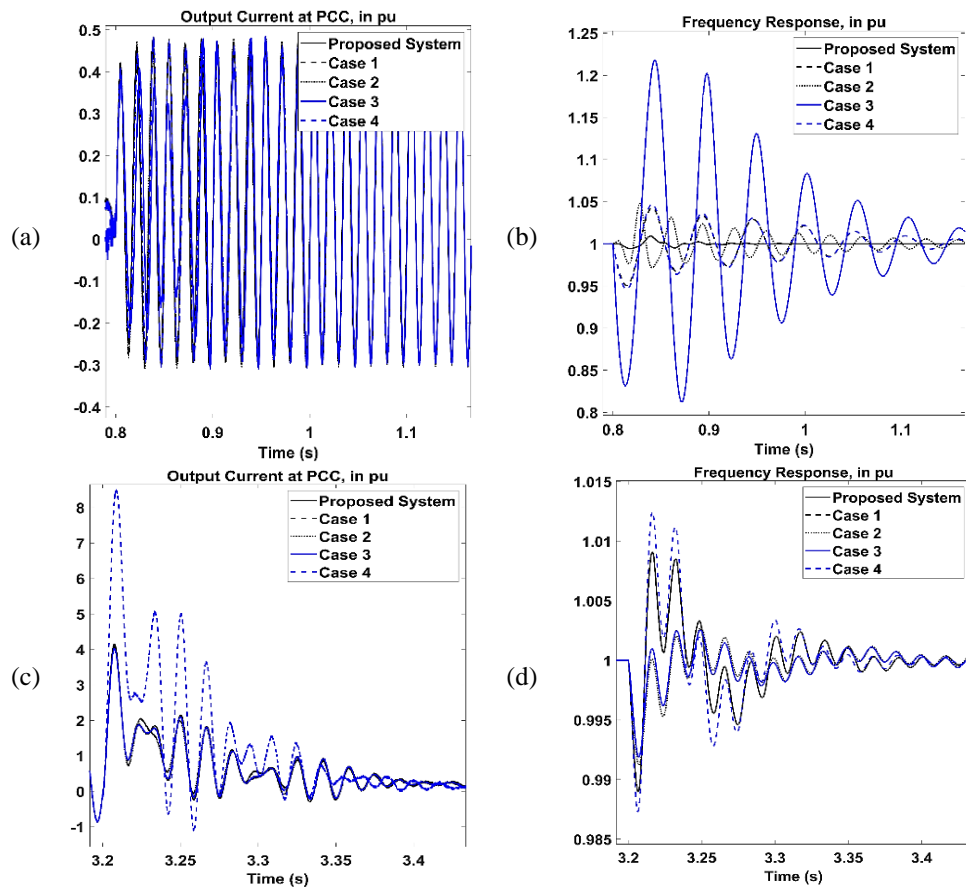 Output Current at PCC, in pu
0.5
0.4
0.3
0.2
0.1
0
-0.1
-0.2
-0.3
-0.4
Proposed System
Case 1
Case 2
Case 3
Case 4
0.8
0.9
1
1.1
Time (s)
(a)
Frequency Response, in pu
1.25
1.2
1.15
1.1
1.05
1
0.95
0.9
0.85
0.8
Proposed System
Case 1
Case 2
Case 3
Case 4
0.8
0.9
1
1.1
Time (s)
(b)
Output Current at PCC, in pu
8
7
6
5
4
3
2
1
0
-1
Proposed System
Case 1
Case 2
Case 3
Case 4
3.2
3.25
3.3
3.35
3.4
Time (s)
(c)
Frequency Response, in pu
1.015
1.01
1.005
1
0.995
0.99
0.985
Proposed System
Case 1
Case 2
Case 3
Case 4
3.2
3.25
3.3
3.35
3.4
Time (s)
(d)